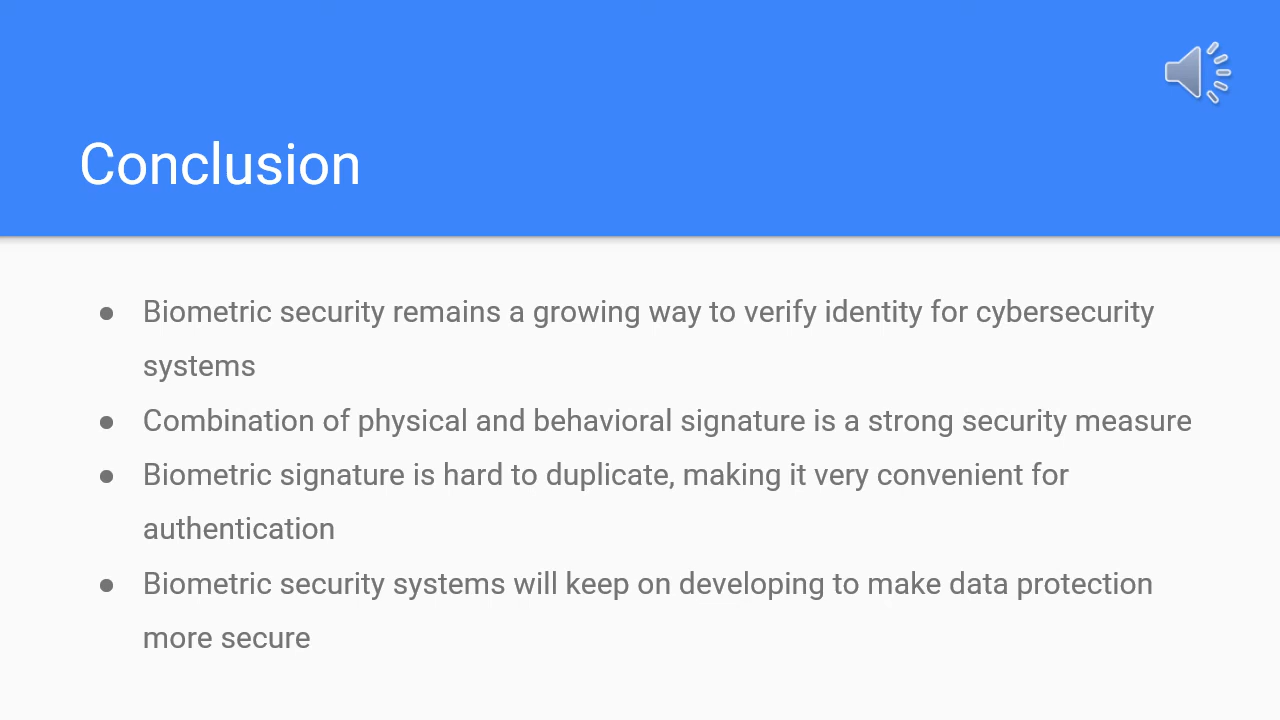 Conclusion
● Biometric security remains a growing way to verify identity for cybersecurity
systems
● Combination of physical and behavioral signature is a strong security measure
● Biometric signature is hard to duplicate, making it very convenient for
authentication
● Biometric security systems will keep on developing to make data protection
more secure